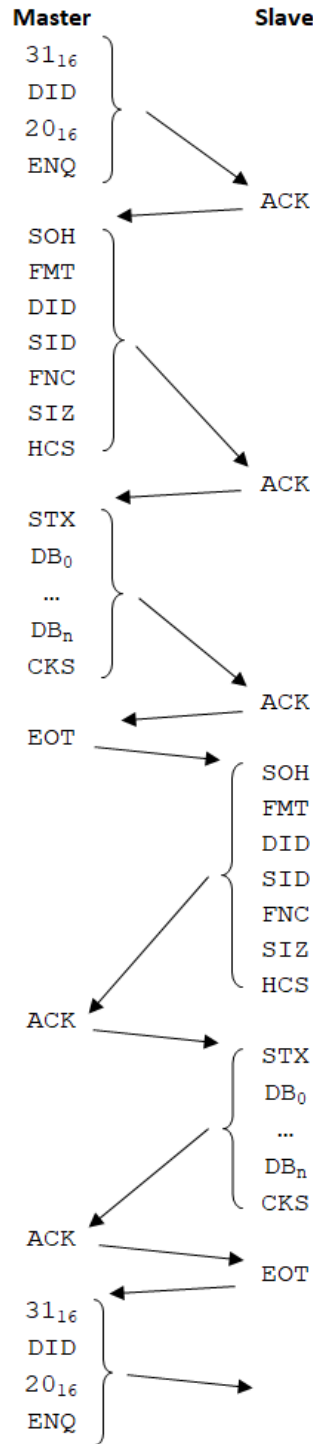 Master Slave
31₁₆
DID
20₁₆
ENQ
ACK
SOH
FMT
DID
SID
FNC
SIZ
HCS
ACK
STX
DB₀
…
DBₙ
CKS
ACK
EOT
SOH
FMT
DID
SID
FNC
SIZ
HCS
ACK
STX
DB₀
…
DBₙ
CKS
ACK
EOT
31₁₆
DID
20₁₆
ENQ